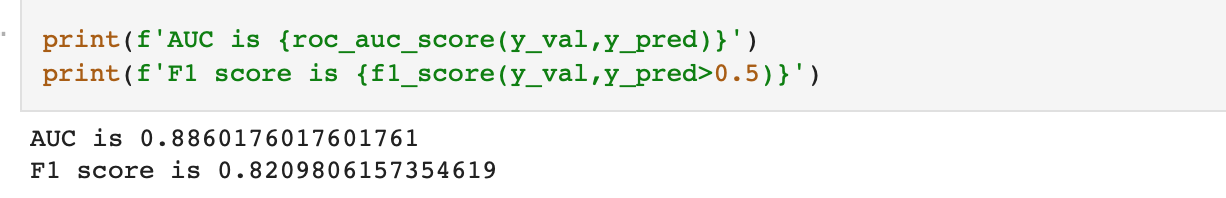 print(f'AUC is {roc_auc_score(y_val,y_pred)}')
print(f'F1 score is {f1_score(y_val,y_pred>0.5)}')
AUC is 0.8860176017601761
F1 score is 0.8209806157354619